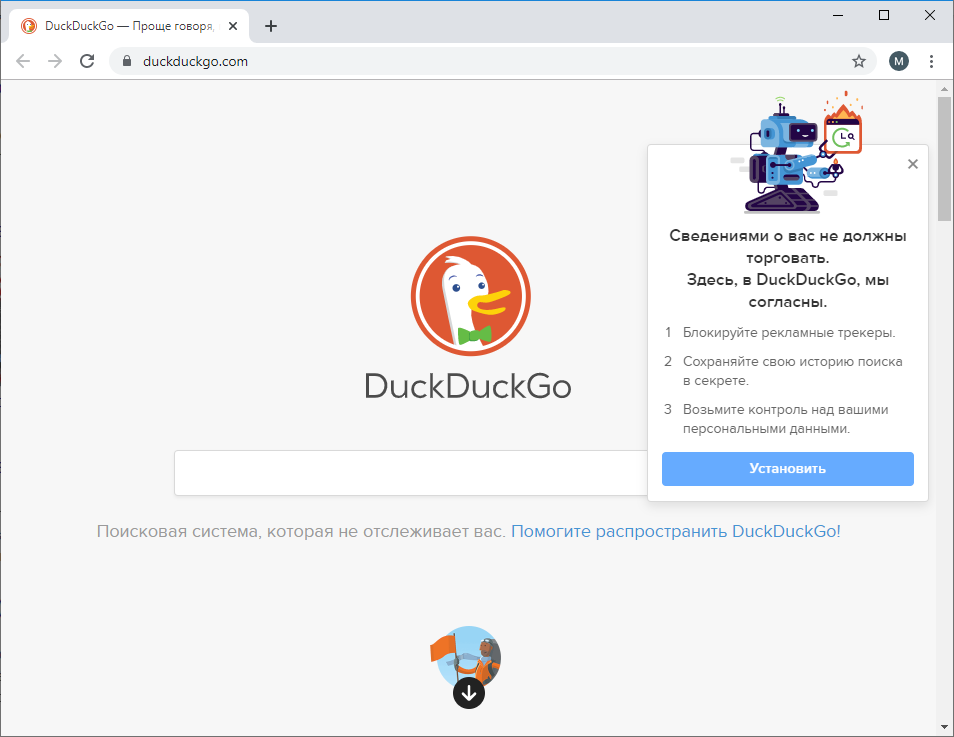 DuckDuckGo — Проще говоря,
duckduckgo.com
M
Сведениями о вас не должны
торговать.
Здесь, в DuckDuckGo, мы
согласны.
1 Блокируйте рекламные трекеры.
2 Сохраняйте свою историю поиска
в секрете.
3 Возьмите контроль над вашими
персональными данными.
Установить
DuckDuckGo
Поисковая система, которая не отслеживает вас. Помогите распространить DuckDuckGo!